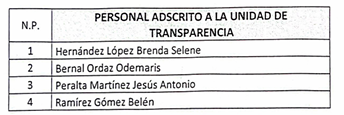 N.P. PERSONAL ADSCRITO A LA UNIDAD DE
TRANSPARENCIA
1 Hernández López Brenda Selene
2 Bernal Ordaz Odemaris
3 Peralta Martínez Jesús Antonio
4 Ramírez Gómez Belén